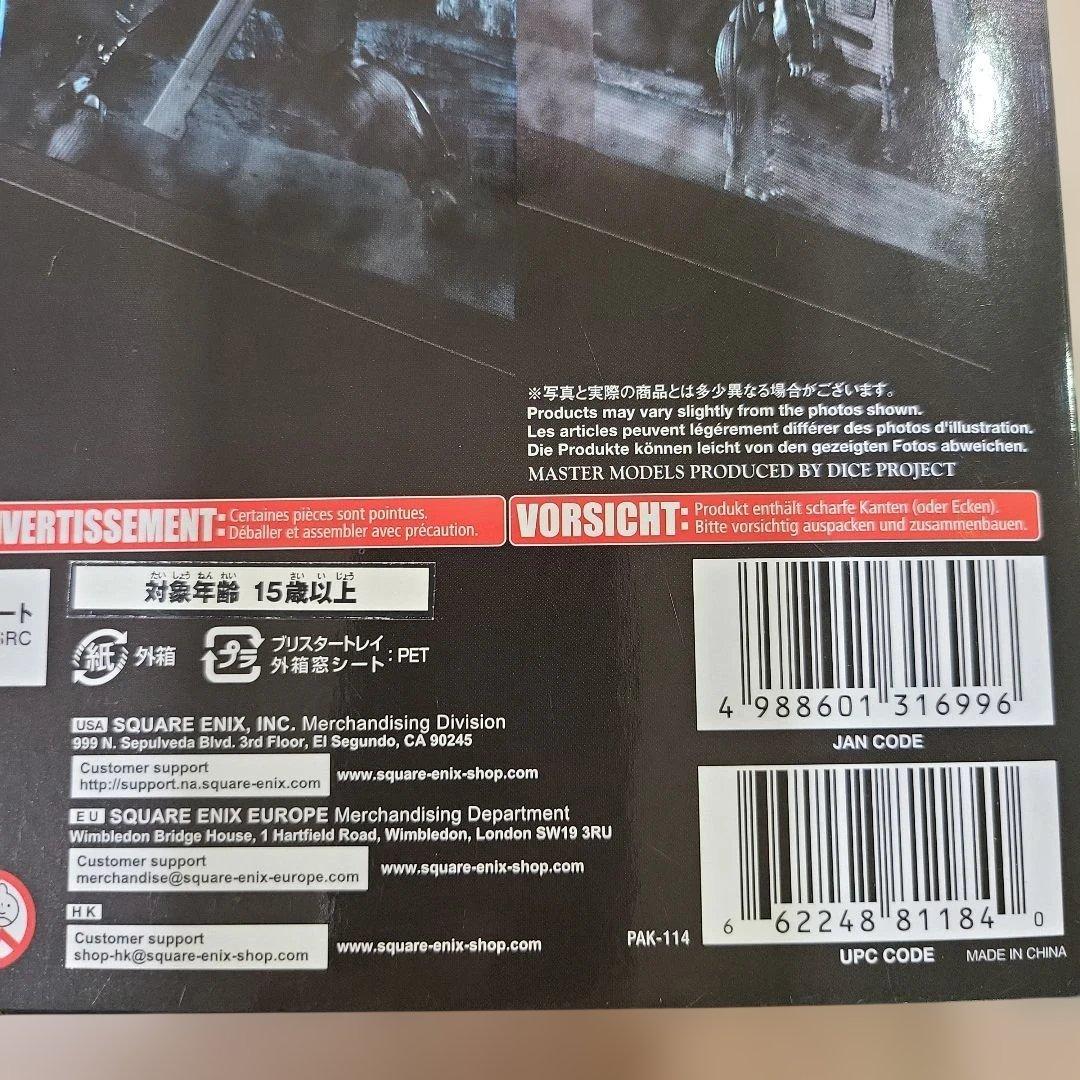 ※写真と実際の商品とは多少異なる場合がございます。
Products may vary slightly from the photos shown.
Les articles peuvent légérement différer des photos d'illustration.
Die Produkte können leicht von den gezeigten Fotos abweichen.
MASTER MODELS PRODUCED BY DICE PROJECT
VERTISSEMENT:
Certaines pièces sont pointues.
Déballer et assembler avec précaution.
VORSICHT:
Produkt enthält scharfe Kanten (oder Ecken).
Bitte vorsichtig auspacken und zusammenbauen.
たい しょう ねん れい さい い じょう
対象年齢 15歳以上
ート
SRC
紙 外箱
プラ
ブリスタートレイ
外箱窓シート
:PET
USA SQUARE ENIX, INC. Merchandising Division
999 N. Sepulveda Blvd. 3rd Floor, El Segundo, CA 90245
Customer support
http://support.na.square-enix.com
www.square-enix-shop.com
EU SQUARE ENIX EUROPE Merchandising Department
Wimbledon Bridge House, 1 Hartfield Road, Wimbledon, London SW19 3RU
Customer support
merchandise@square-enix-europe.com
www.square-enix-shop.com
HK
Customer support
shop-hk@square-enix-shop.com
www.square-enix-shop.com
4 988601 316996
JAN CODE
6 62248 81184 0
PAK-114
UPC CODE
MADE IN CHINA